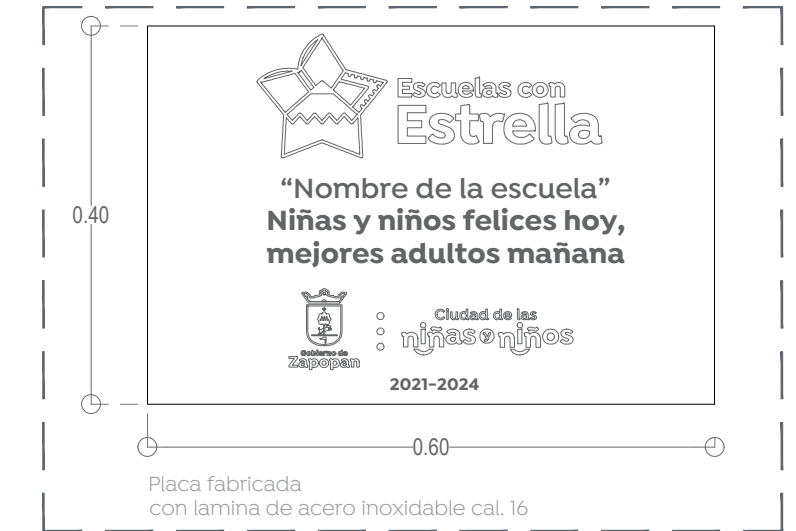 Escuelas con
Estrella
“Nombre de la escuela”
Niñas y niños felices hoy,
mejores adultos mañana
0.40
Gobierno de
Zapopan
Ciudad de las
niñas y niños
2021-2024
0.60
Placa fabricada
con lamina de acero inoxidable cal. 16